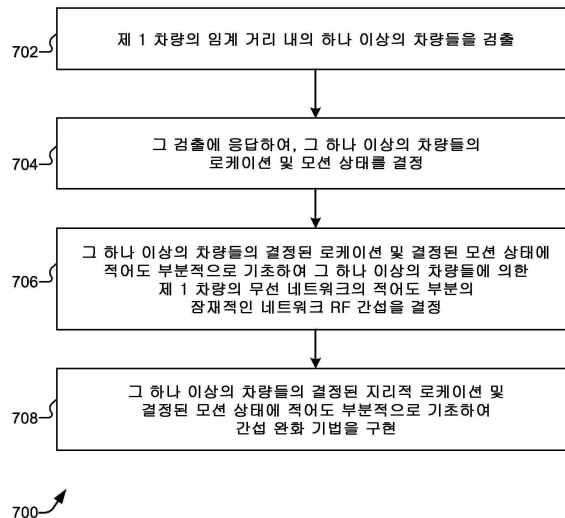 702
제 1 차량의 임계 거리 내의 하나 이상의 차량들을 검출
704
그 검출에 응답하여, 그 하나 이상의 차량들의
로케이션 및 모션 상태를 결정
706
그 하나 이상의 차량들의 결정된 로케이션 및 결정된 모션 상태에
적어도 부분적으로 기초하여 그 하나 이상의 차량들에 의한
제 1 차량의 무선 네트워크의 적어도 부분의
잠재적인 네트워크 RF 간섭을 결정
708
그 하나 이상의 차량들의 결정된 지리적 로케이션 및
결정된 모션 상태에 적어도 부분적으로 기초하여
간섭 완화 기법을 구현
700